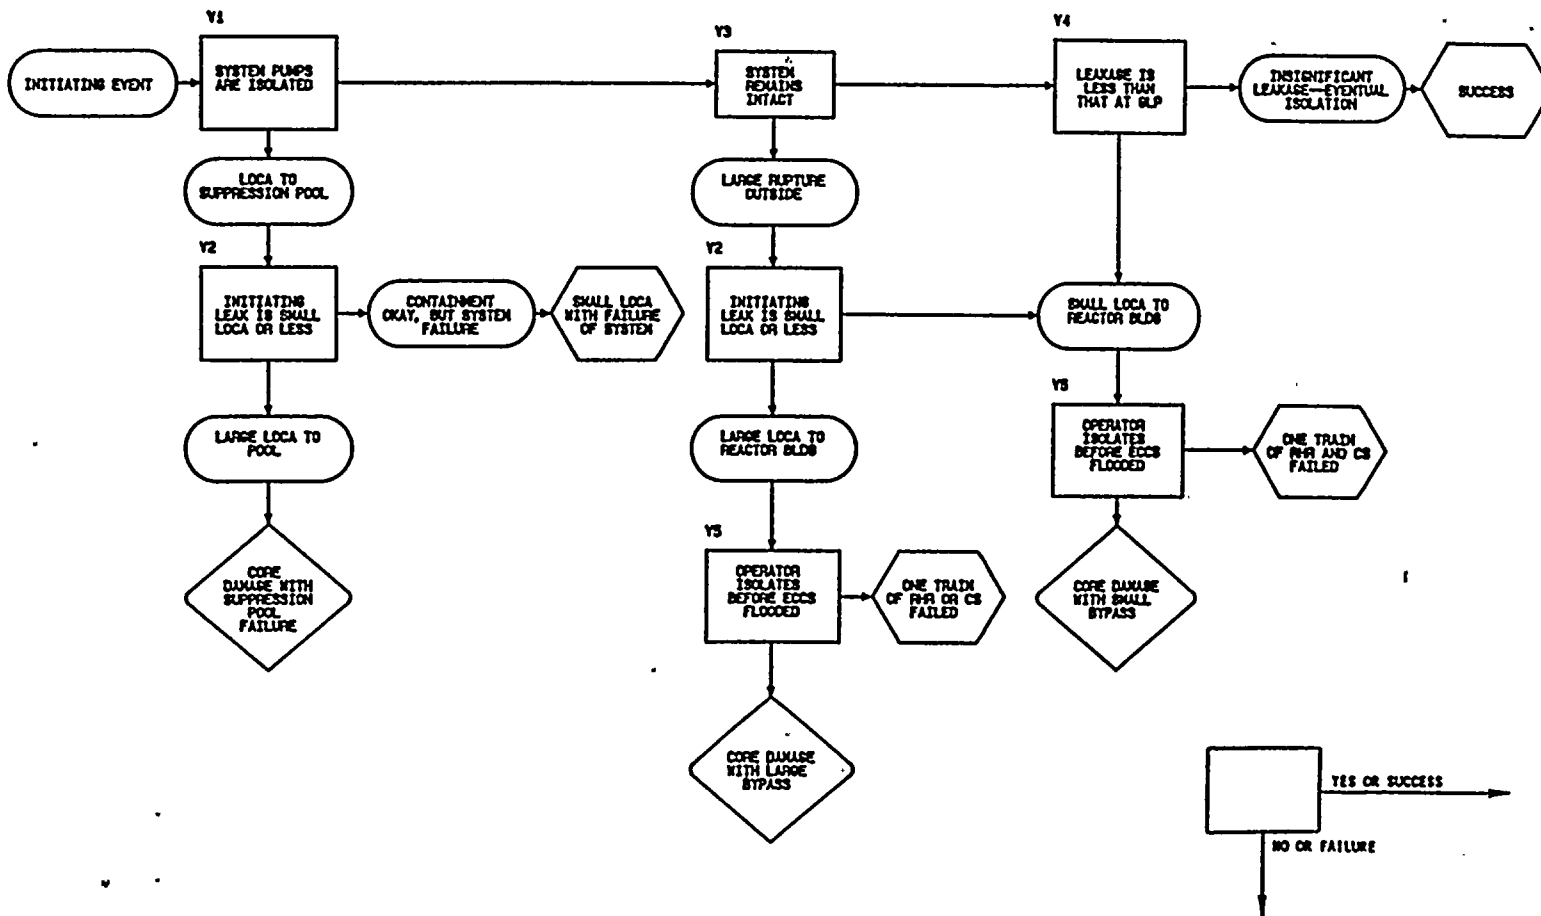 Y1
Y3
Y4
INITIATING EVENT
SYSTEM PUMPS
ARE ISOLATED
SYSTEM
REMAINS
INTACT
LEAKAGE IS
LESS THAN
THAT AT GLP
INSIGNIFICANT
LEAKAGE--EVENTUAL
ISOLATION
SUCCESS
LOCA TO
SUPPRESSION POOL
LARGE RUPTURE
OUTSIDE
Y2
INITIATING
LEAK IS SMALL
LOCA OR LESS
CONTAINMENT
OKAY, BUT SYSTEM
FAILURE
SMALL LOCA
WITH FAILURE
OF SYSTEM
Y2
INITIATING
LEAK IS SMALL
LOCA OR LESS
SMALL LOCA TO
REACTOR BLDG
Y5
OPERATOR
ISOLATES
BEFORE ECCS
FLOODED
ONE TRAIN
OF RHR AND CS
FAILED
LARGE LOCA TO
POOL
LARGE LOCA TO
REACTOR BLDG
Y5
OPERATOR
ISOLATES
BEFORE ECCS
FLOODED
ONE TRAIN
OF RHR OR CS
FAILED
CORE
DAMAGE WITH
SUPPRESSION
POOL
FAILURE
CORE DAMAGE
WITH SMALL
BYPASS
CORE DAMAGE
WITH LARGE
BYPASS
YES OR SUCCESS
NO OR FAILURE